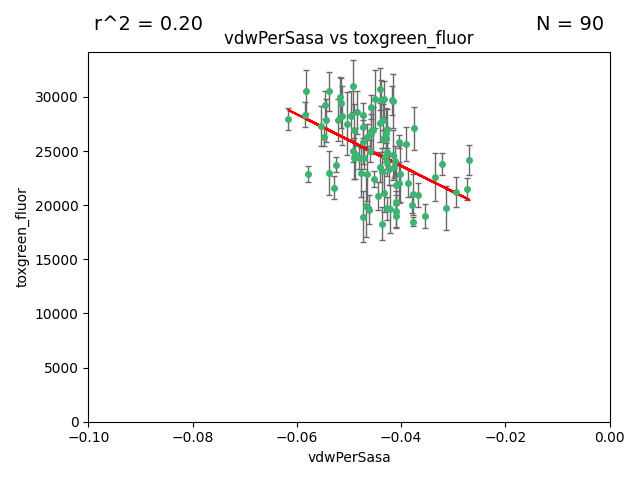 r^2 = 0.20
N = 90
vdwPerSasa vs toxgreen_fluor
toxgreen_fluor
30000
25000
20000
15000
10000
5000
0
−0.10
−0.08
−0.06
−0.04
−0.02
0.00
vdwPerSasa